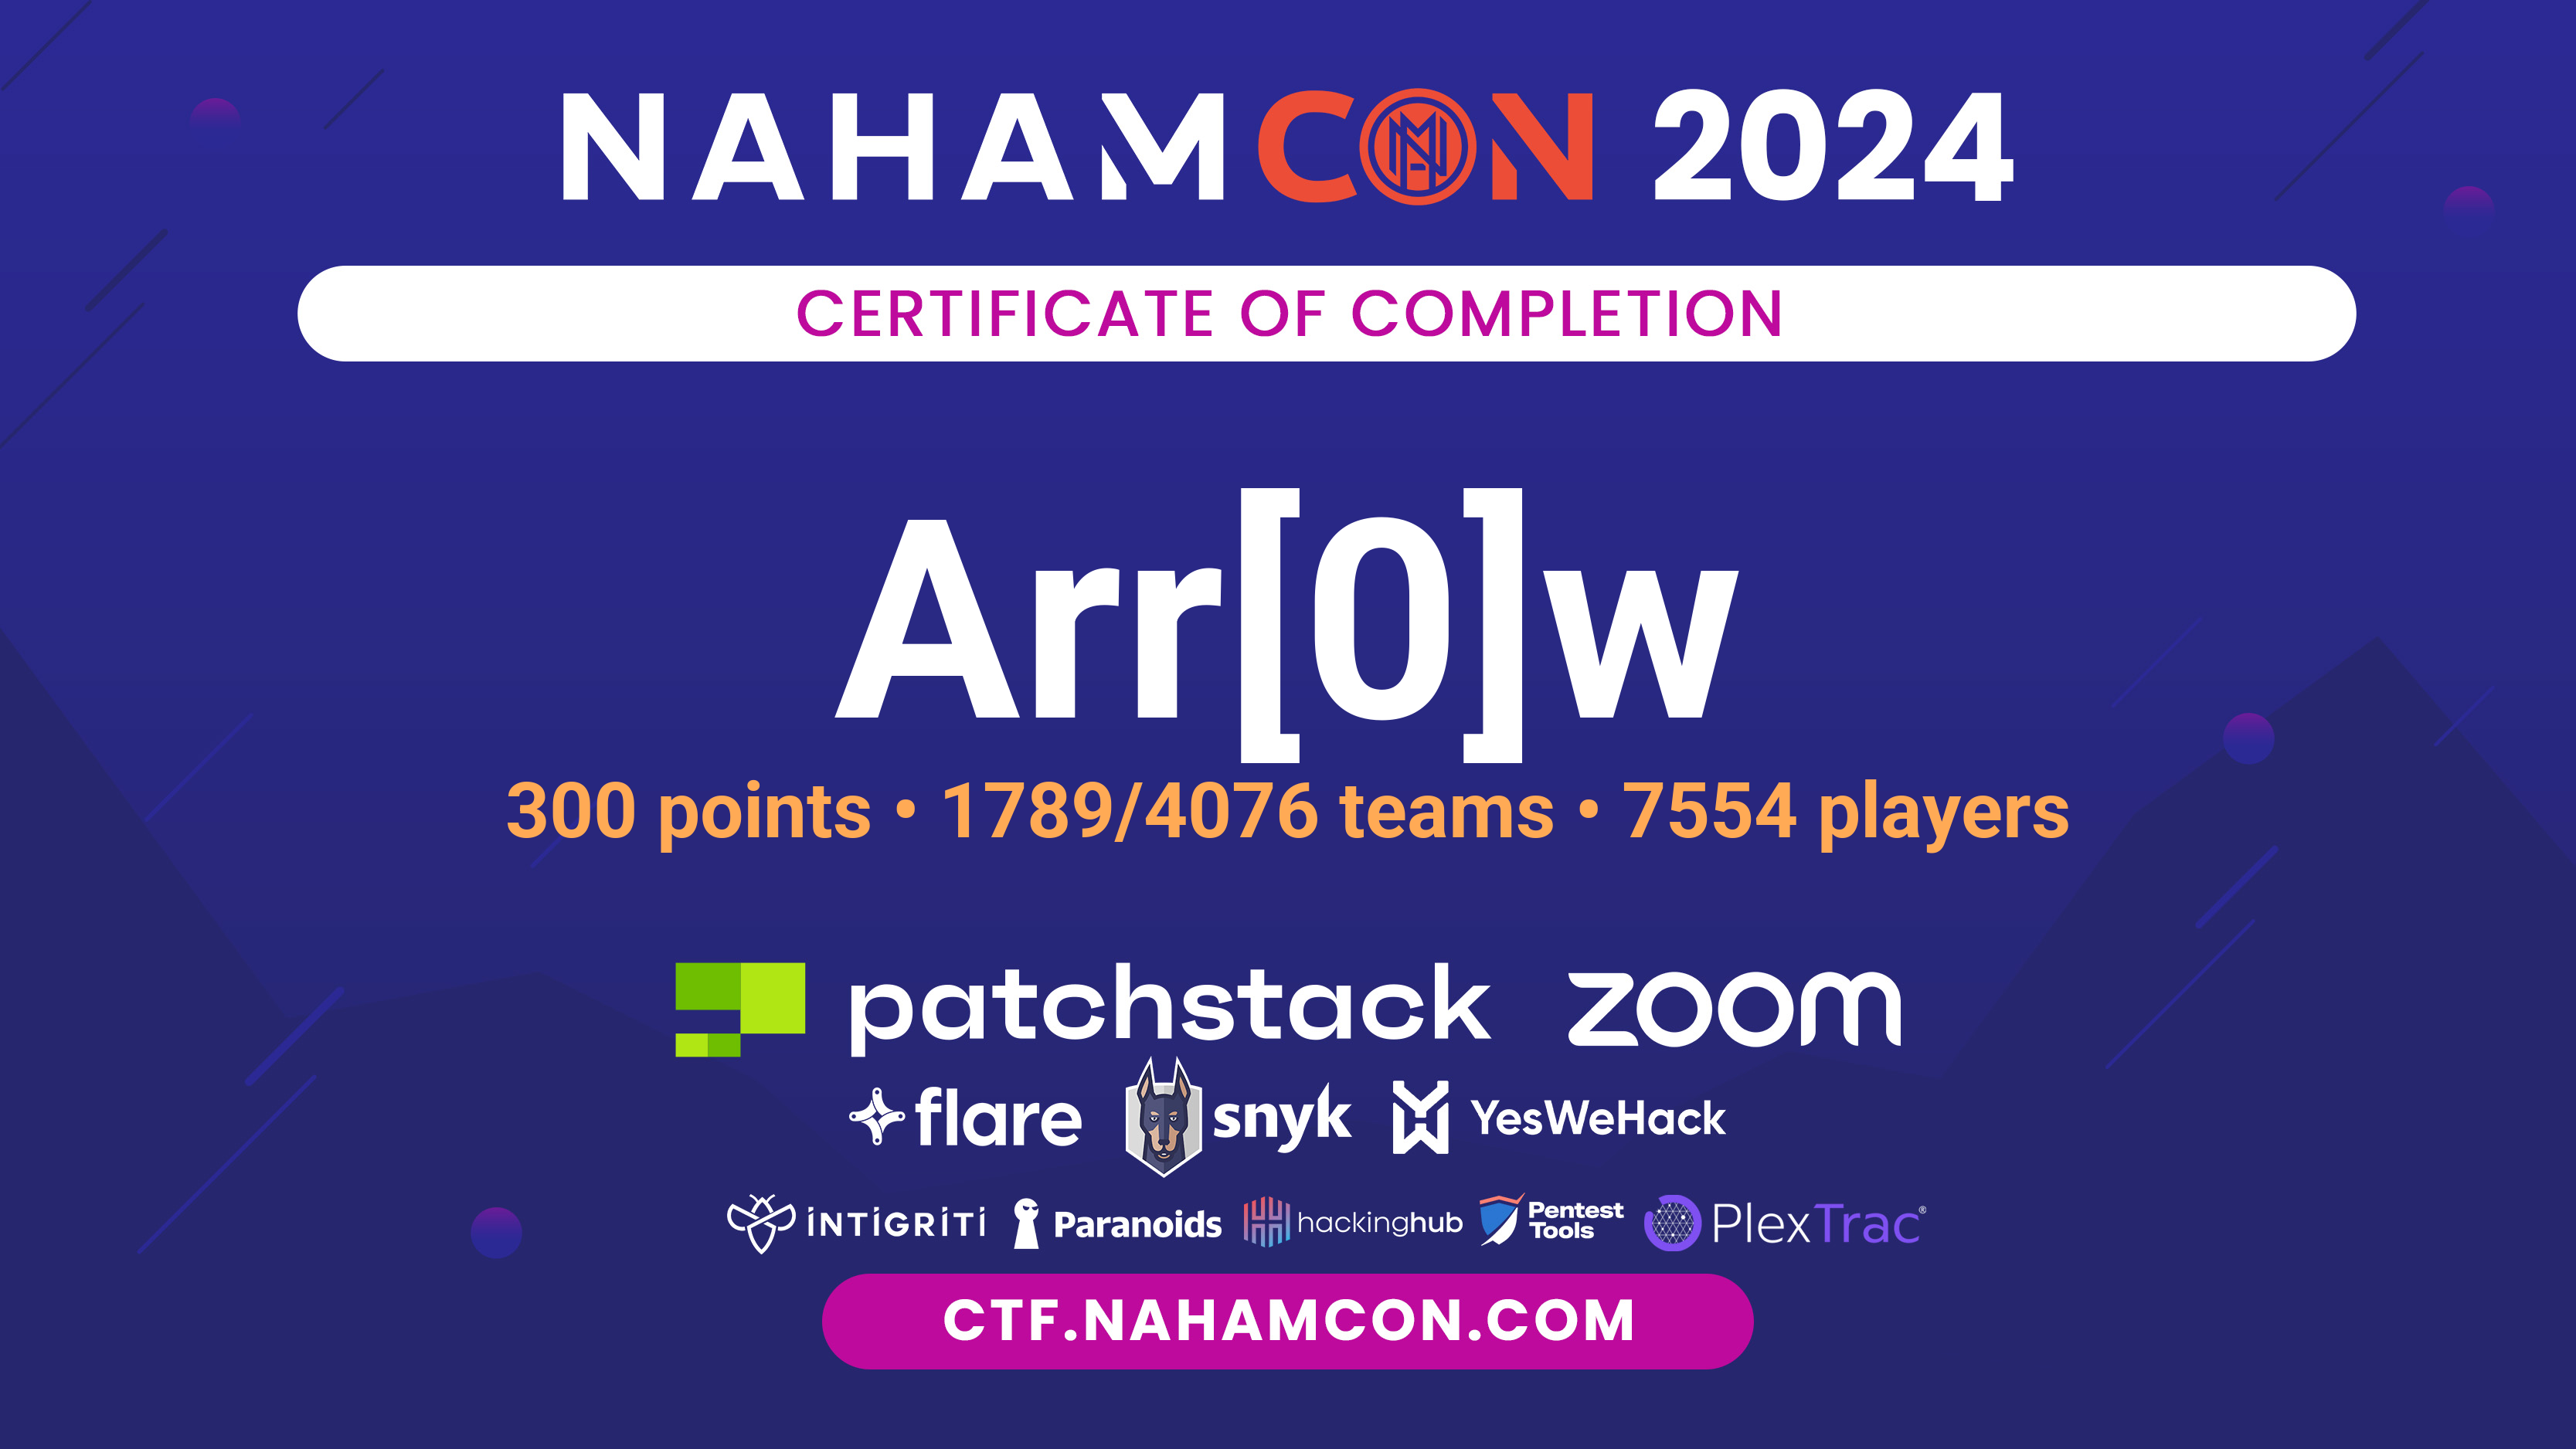 NAHAMCON 2024
CERTIFICATE OF COMPLETION
Arr[0]w
300 points • 1789/4076 teams • 7554 players
patchstack zoom
flare snyk YesWeHack
INTIGRITI Paranoids hackinghub Pentest Tools PlexTrac®
CTF.NAHAMCON.COM